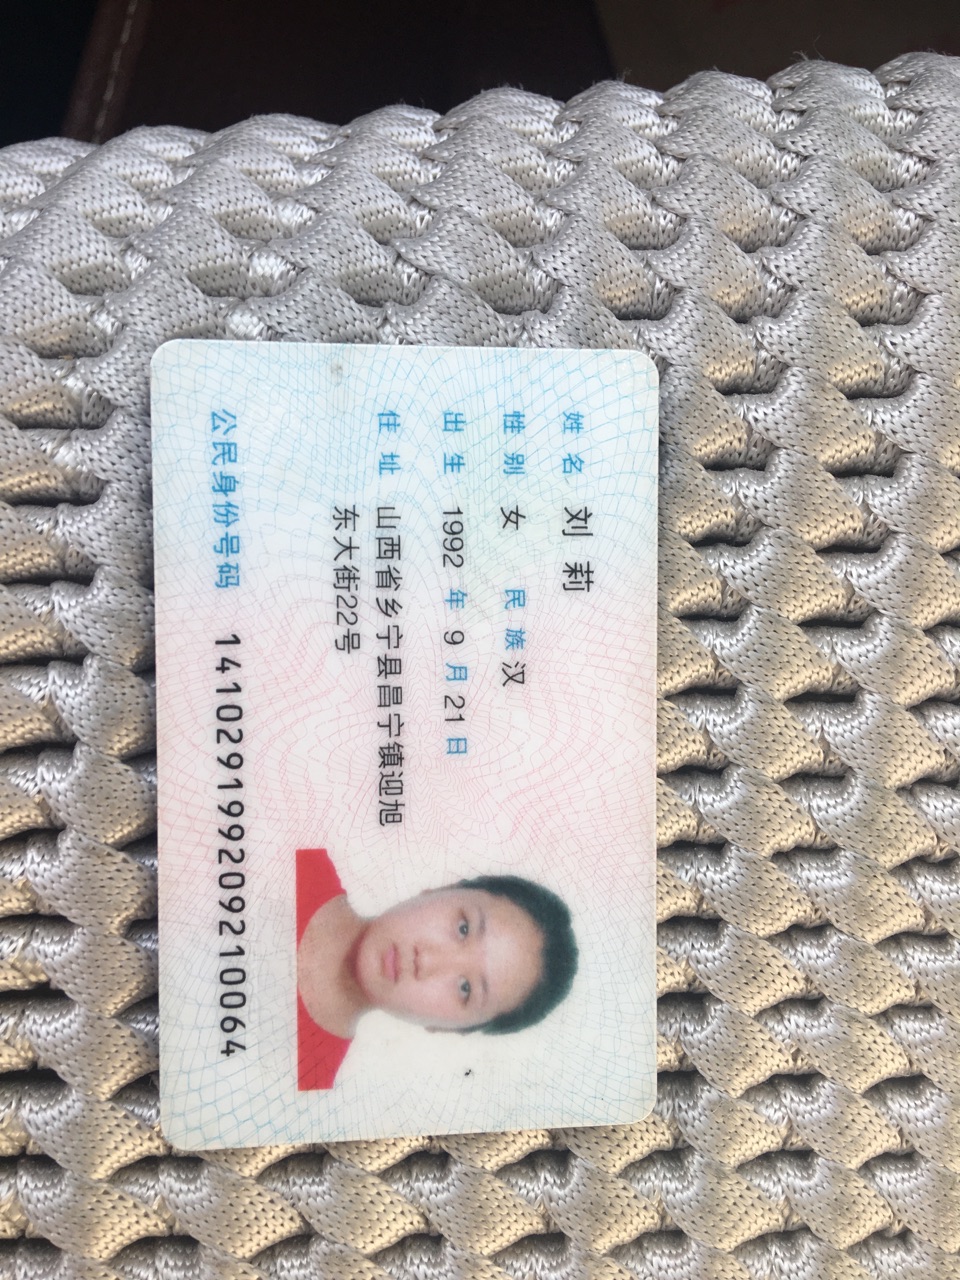 姓名 刘莉
性别 女 民族 汉
出生 1992 年 9 月 21 日
住址 山西省乡宁县昌宁镇迎旭
东大街22号
公民身份号码 141029199209210064